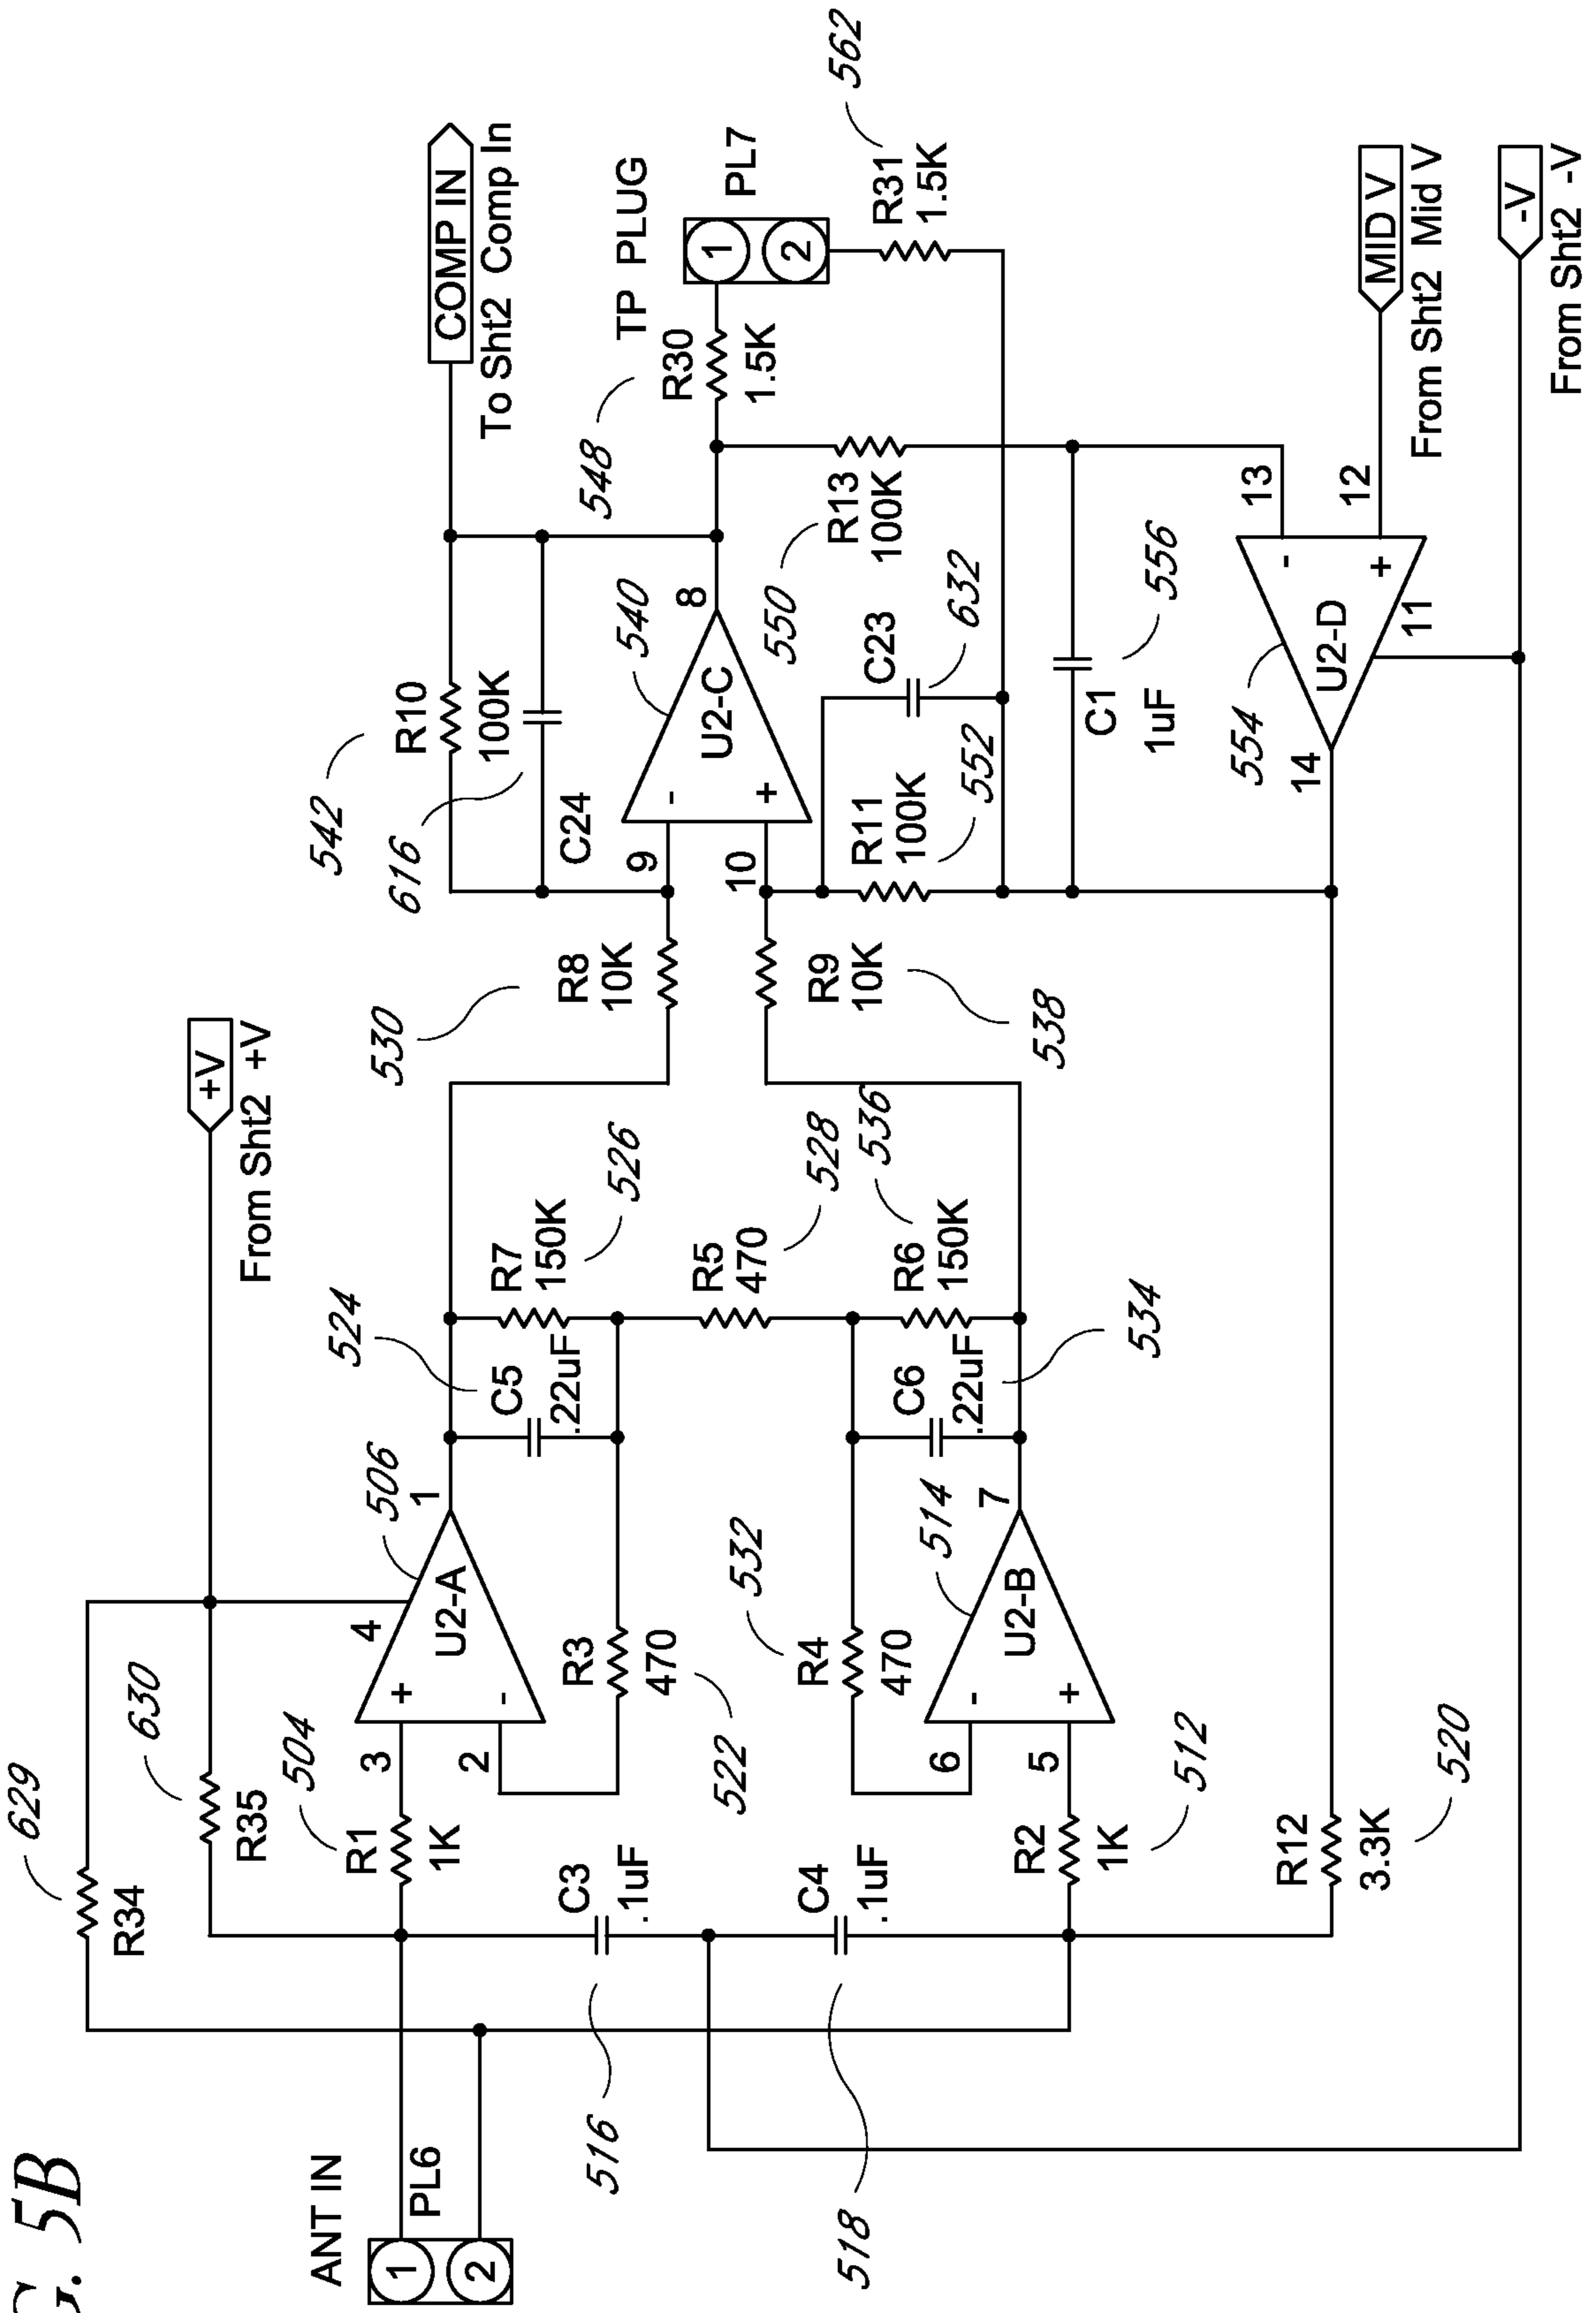 G. 5B
ANT IN
PL6
1
2
629
R34
630
R35
+V
From Sht2 +V
504
R1
1K
3
2
4
+
-
U2-A
506
1
516
C3
.1uF
518
C4
.1uF
R3
470
522
532
R4
470
524
C5
.22uF
R7
150K
526
R5
470
528
R6
150K
536
C6
.22uF
534
514
U2-B
6
5
-
+
7
R2
1K
512
R12
3.3K
520
530
R8
10K
R9
10K
538
542
R10
100K
616
C24
9
10
-
+
U2-C
540
8
COMP IN
To Sht2 Comp In
548
TP PLUG
R30
1.5K
PL7
1
2
R31
1.5K
562
550
R13
100K
C23
632
R11
100K
552
C1
1uF
556
554
14
U2-D
-
+
13
12
11
MID V
From Sht2 Mid V
-V
From Sht2 -V